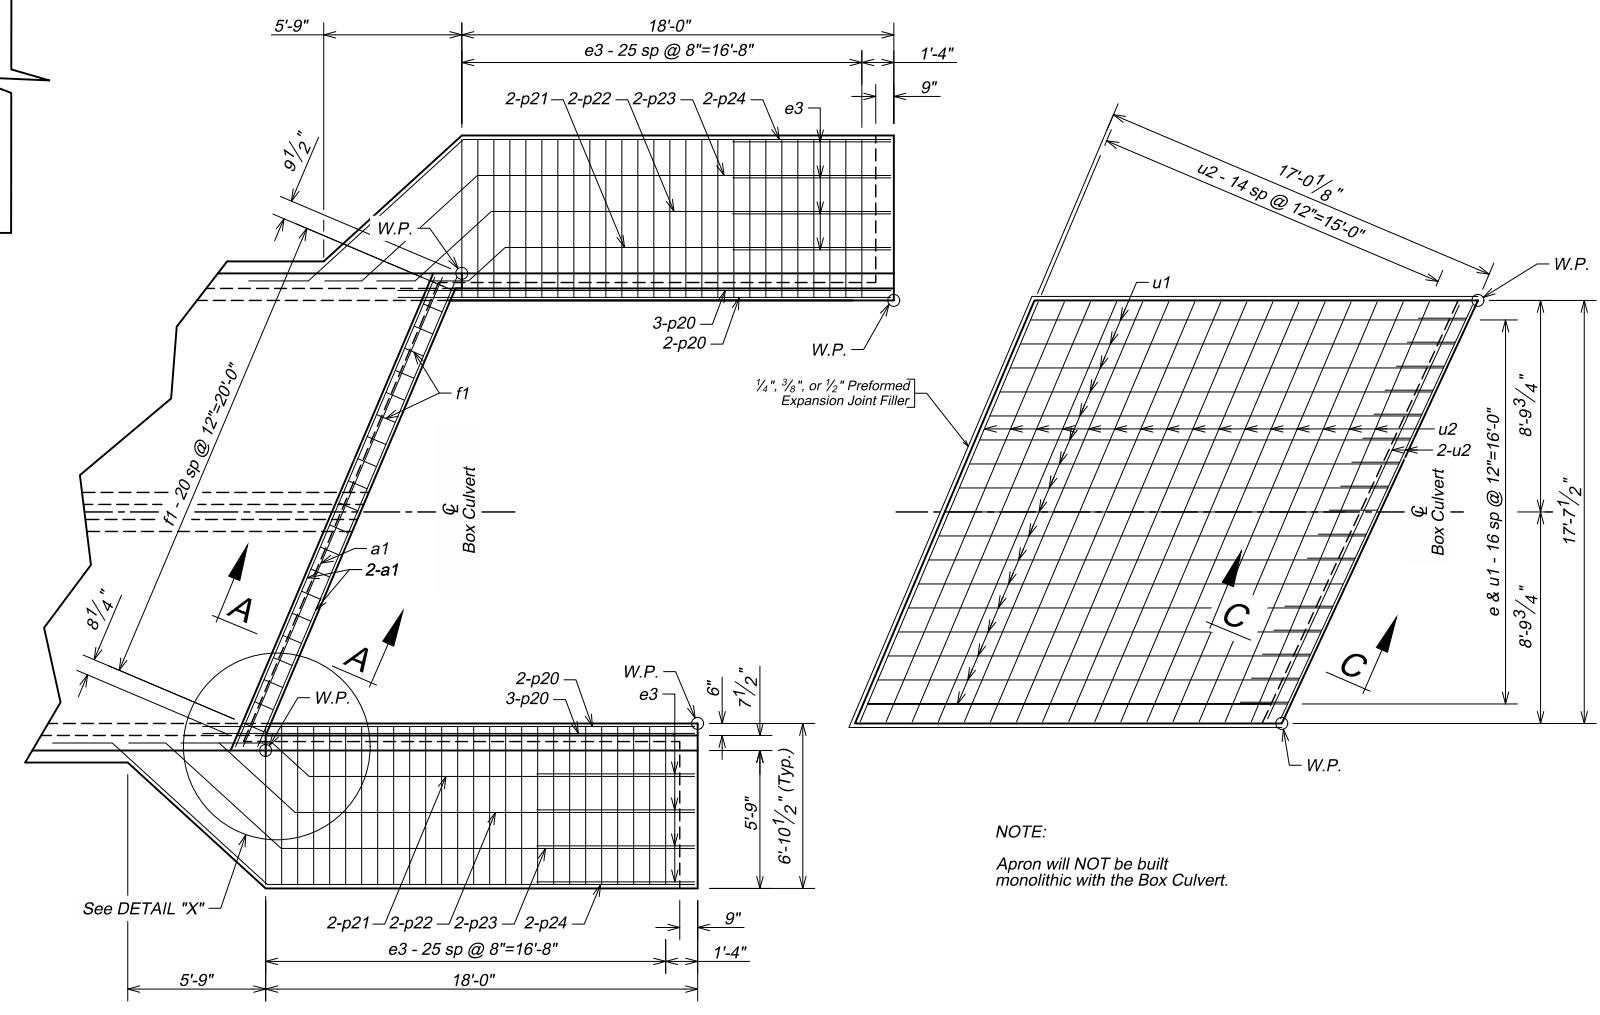 5'-9"
18'-0"
e3 - 25 sp @ 8"=16'-8"
1'-4"
9"
2-p21
2-p22
2-p23
2-p24
e3
9 1/2"
W.P.
3-p20
2-p20
W.P.
f1 - 20 sp @ 12"=20'-0"
f1
℄
Box Culvert
a1
2-a1
A
A
8 1/4"
W.P.
2-p20
3-p20
W.P.
e3
6"
7 1/2"
5'-9"
6'-10 1/2" (Typ.)
See DETAIL "X"
2-p21
2-p22
2-p23
2-p24
9"
e3 - 25 sp @ 8"=16'-8"
1'-4"
5'-9"
18'-0"
17'-0 1/8"
u2 - 14 sp @ 12"=15'-0"
W.P.
u1
1/4", 3/8", or 1/2" Preformed
Expansion Joint Filler
u2
2-u2
℄
Box Culvert
e & u1 - 16 sp @ 12"=16'-0"
8'-9 3/4"
8'-9 3/4"
17'-7 1/2"
C
C
W.P.
NOTE:
Apron will NOT be built
monolithic with the Box Culvert.